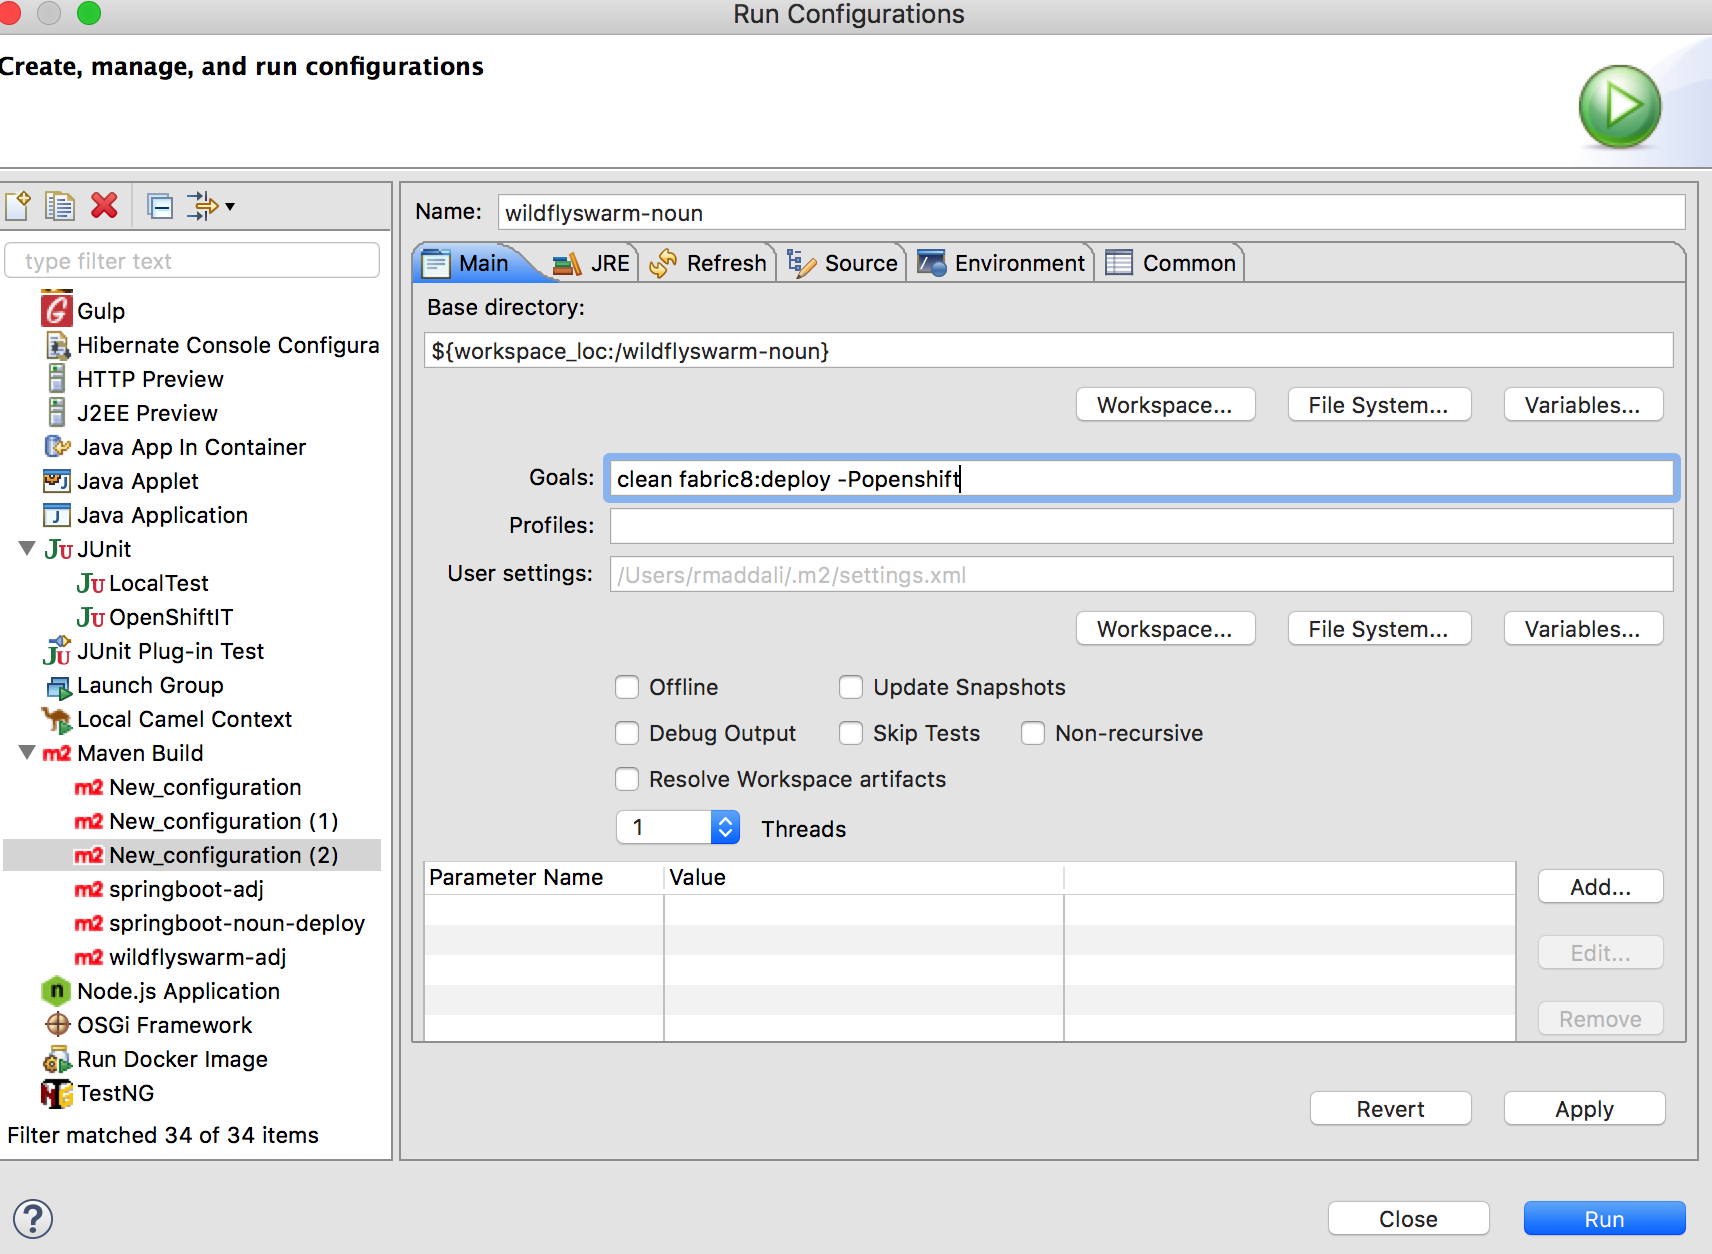 Run Configurations
Create, manage, and run configurations
type filter text
Gulp
Hibernate Console Configura
HTTP Preview
J2EE Preview
Java App In Container
Java Applet
Java Application
JUnit
LocalTest
OpenShiftIT
JUnit Plug-in Test
Launch Group
Local Camel Context
m2 Maven Build
m2 New_configuration
m2 New_configuration (1)
m2 New_configuration (2)
m2 springboot-adj
m2 springboot-noun-deploy
m2 wildflyswarm-adj
Node.js Application
OSGi Framework
Run Docker Image
TestNG
Filter matched 34 of 34 items
Name: wildflyswarm-noun
Main JRE Refresh Source Environment Common
Base directory:
${workspace_loc:/wildflyswarm-noun}
Workspace... File System... Variables...
Goals: clean fabric8:deploy -Popenshift
Profiles:
User settings: /Users/rmaddali/.m2/settings.xml
Workspace... File System... Variables...
Offline Update Snapshots
Debug Output Skip Tests Non-recursive
Resolve Workspace artifacts
1 Threads
Parameter Name Value
Add...
Edit...
Remove
Revert Apply
? Close Run